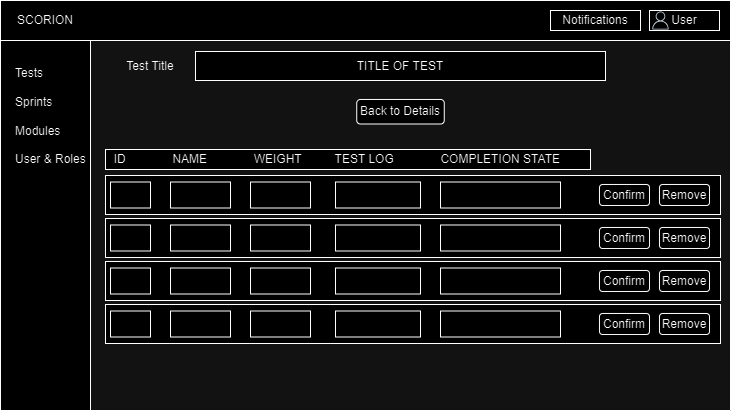 SCORION
Notifications
User
Tests
Sprints
Modules
User & Roles
Test Title
TITLE OF TEST
Back to Details
ID NAME WEIGHT TEST LOG COMPLETION STATE
Confirm Remove
Confirm Remove
Confirm Remove
Confirm Remove